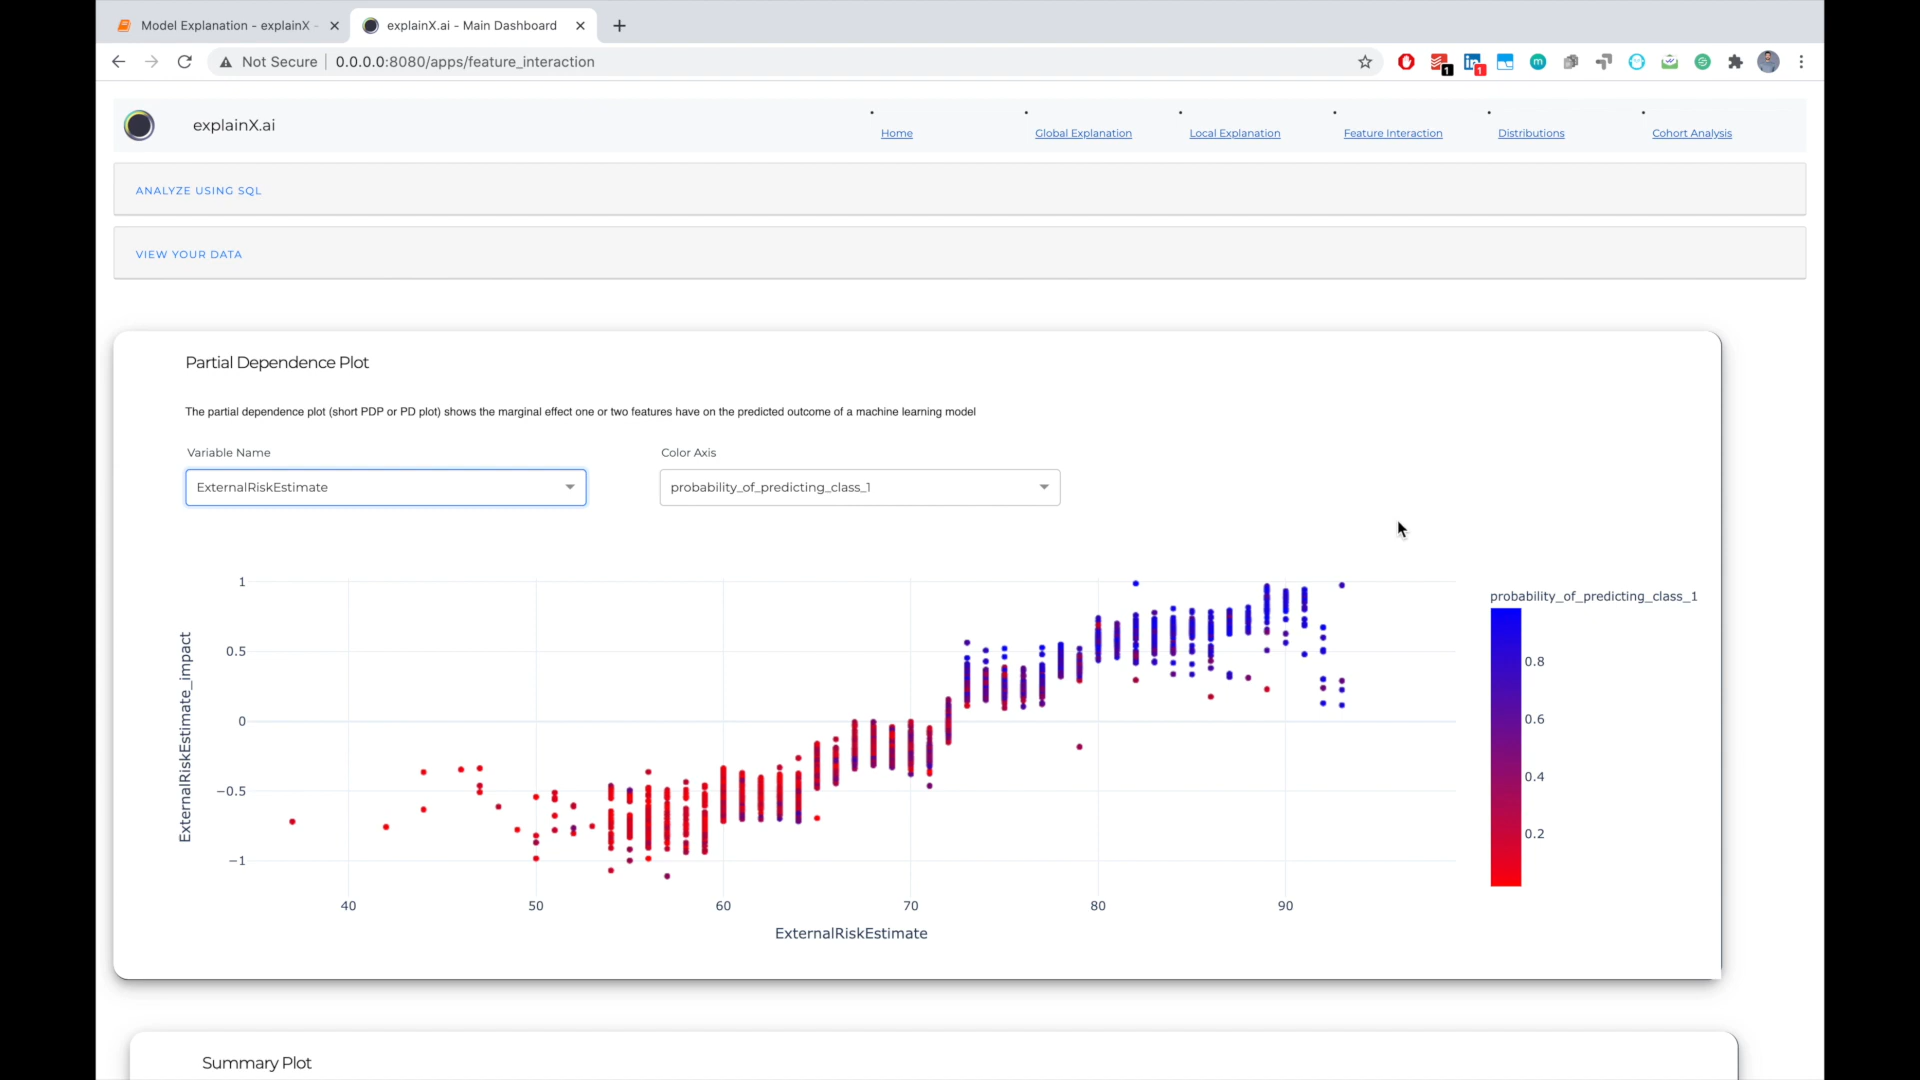 Model Explanation - explainX -
explainX.ai - Main Dashboard
Not Secure | 0.0.0.0:8080/apps/feature_interaction
1
1
m
explainX.ai
Home
Global Explanation
Local Explanation
Feature Interaction
Distributions
Cohort Analysis
ANALYZE USING SQL
VIEW YOUR DATA
Partial Dependence Plot
The partial dependence plot (short PDP or PD plot) shows the marginal effect one or two features have on the predicted outcome of a machine learning model
Variable Name
Color Axis
ExternalRiskEstimate
probability_of_predicting_class_1
ExternalRiskEstimate_impact
1
0.5
0
−0.5
−1
40
50
60
70
80
90
ExternalRiskEstimate
probability_of_predicting_class_1
0.8
0.6
0.4
0.2
Summary Plot